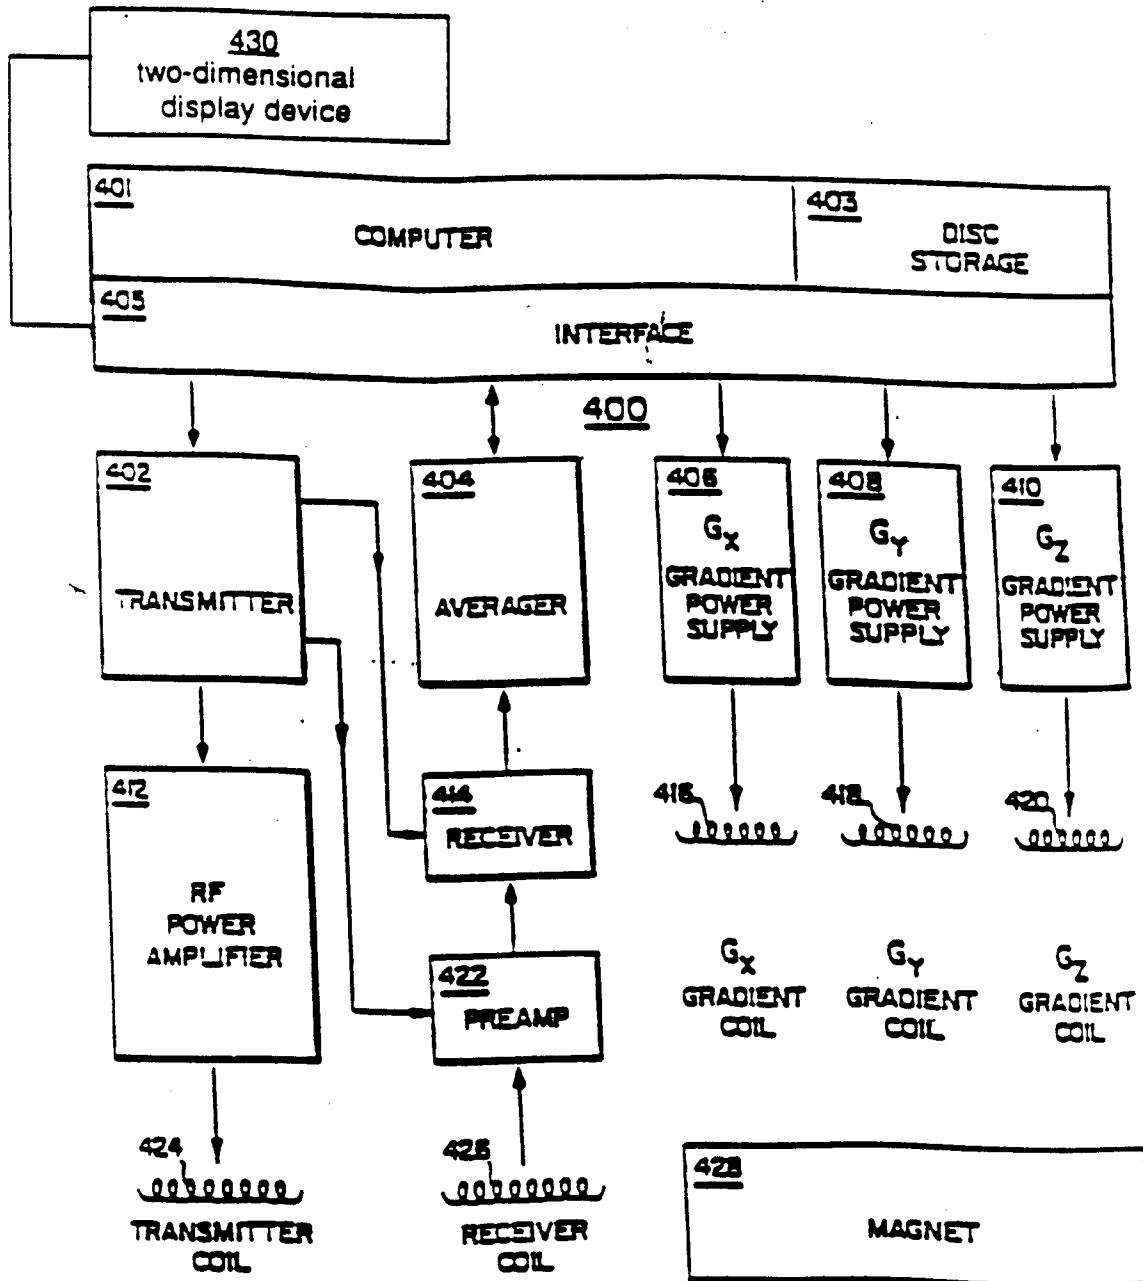 430
two-dimensional
display device
401
COMPUTER
403
DISC
STORAGE
405
INTERFACE
400
402
TRANSMITTER
404
AVERAGER
406
GX
GRADIENT
POWER
SUPPLY
408
GY
GRADIENT
POWER
SUPPLY
410
GZ
GRADIENT
POWER
SUPPLY
412
RF
POWER
AMPLIFIER
414
RECEIVER
416
418
420
422
PREAMP
GX
GRADIENT
COIL
GY
GRADIENT
COIL
GZ
GRADIENT
COIL
424
TRANSMITTER
COIL
426
RECEIVER
COIL
428
MAGNET